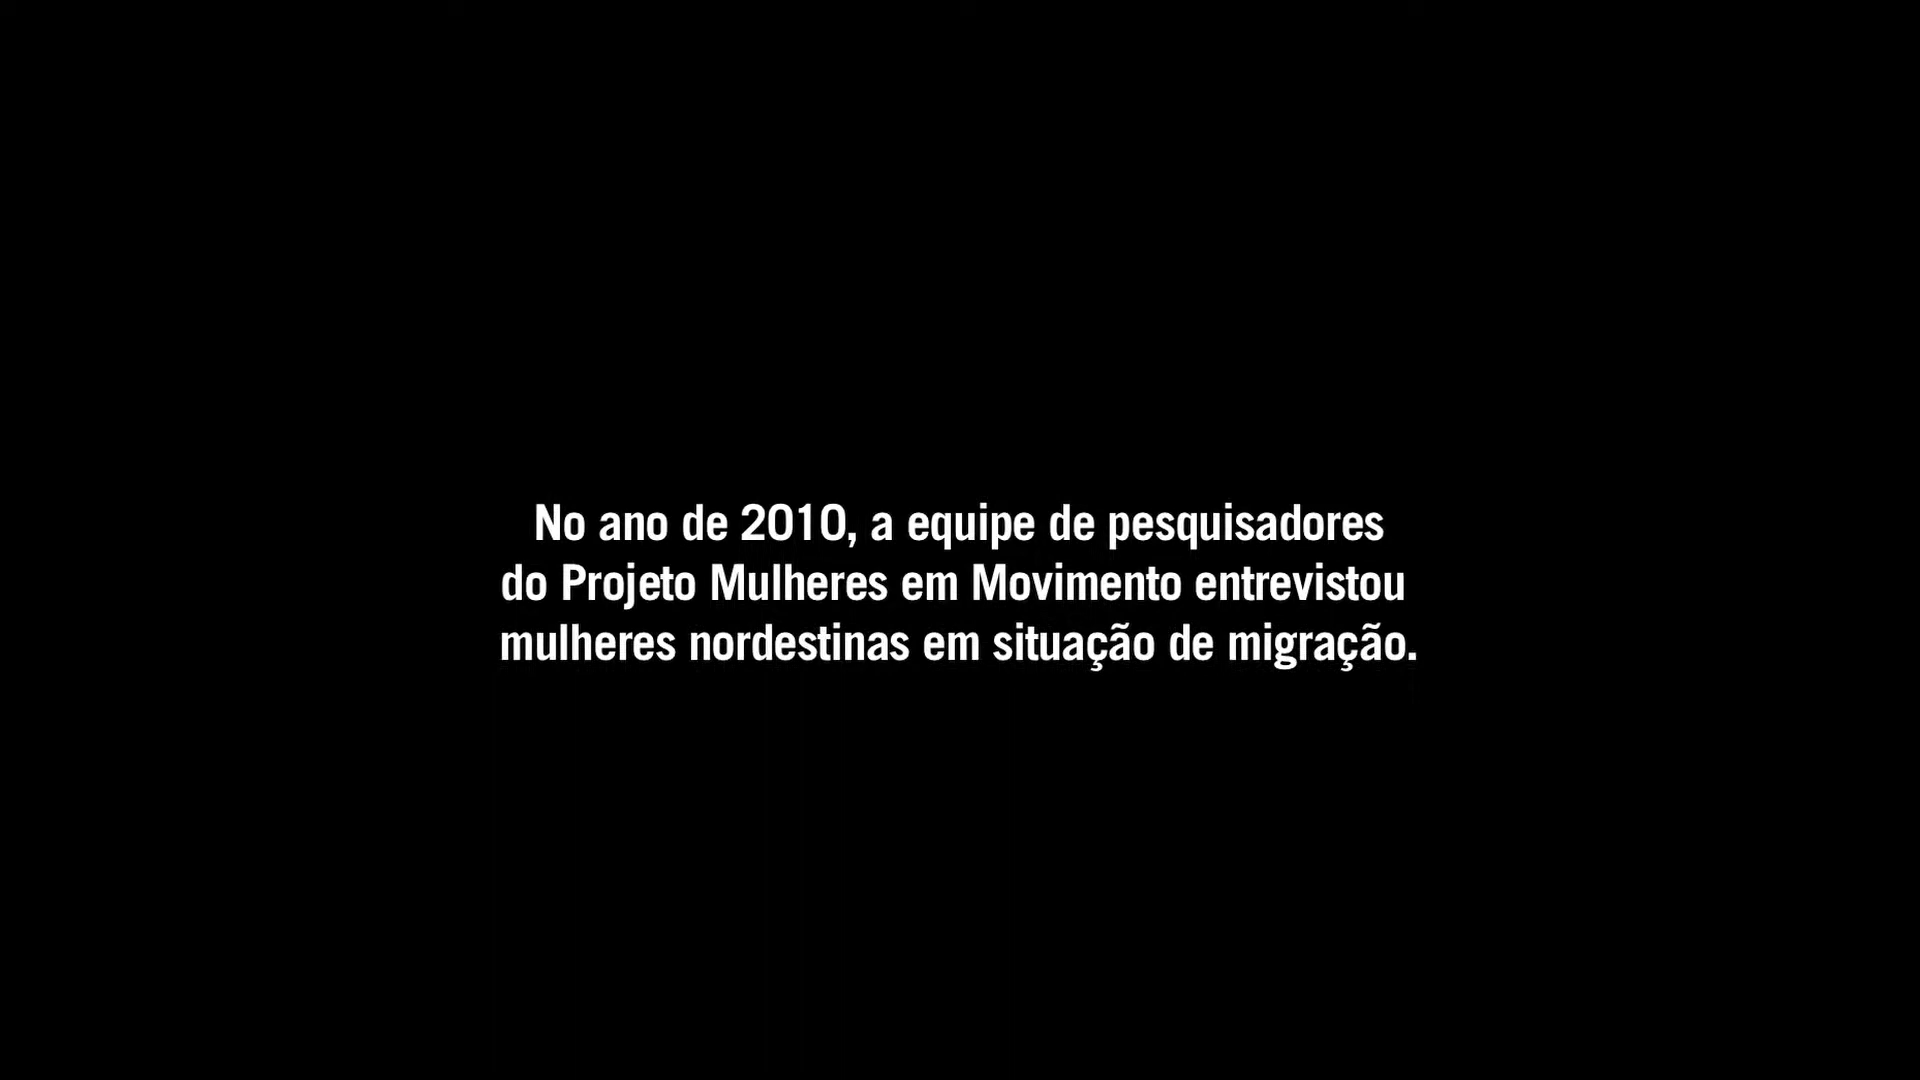 No ano de 2010, a equipe de pesquisadores
do Projeto Mulheres em Movimento entrevistou
mulheres nordestinas em situação de migração.